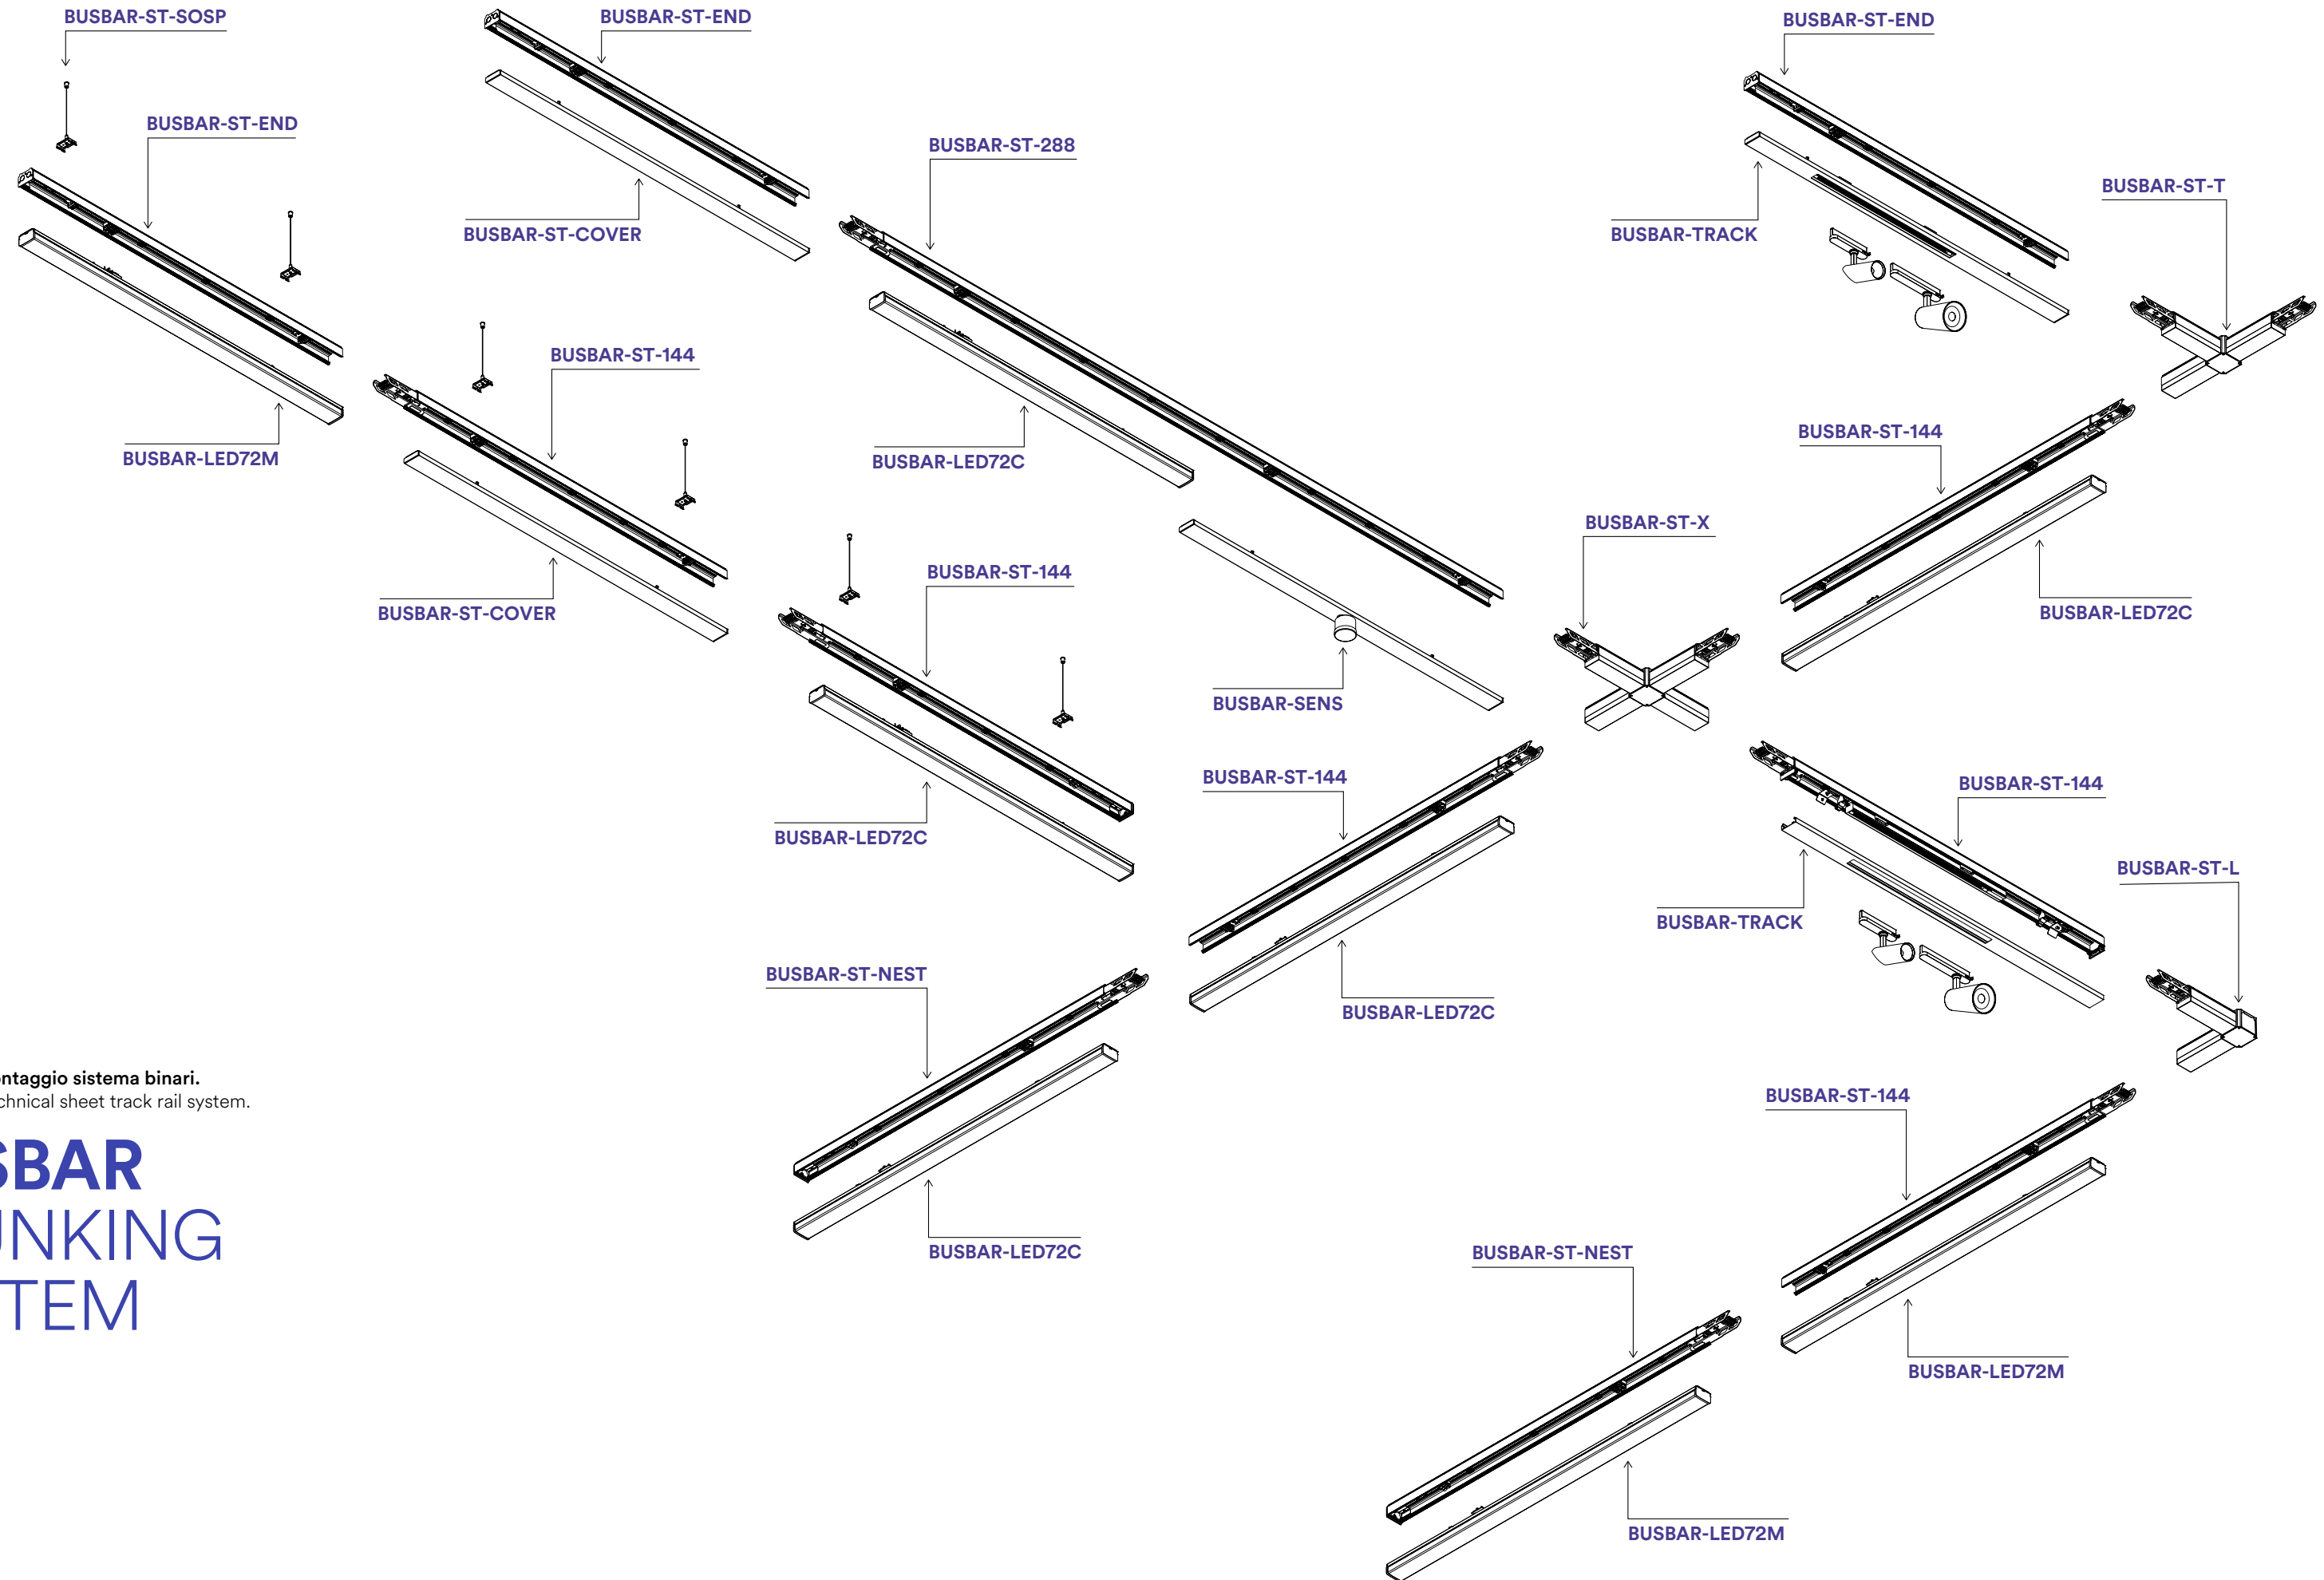 BUSBAR-ST-SOSP
BUSBAR-ST-END
BUSBAR-ST-END
BUSBAR-ST-END
BUSBAR-ST-288
BUSBAR-ST-T
BUSBAR-ST-COVER
BUSBAR-TRACK
BUSBAR-ST-144
BUSBAR-ST-144
BUSBAR-LED72M
BUSBAR-LED72C
BUSBAR-ST-X
BUSBAR-ST-144
BUSBAR-ST-COVER
BUSBAR-LED72C
BUSBAR-SENS
BUSBAR-ST-144
BUSBAR-ST-144
BUSBAR-LED72C
BUSBAR-ST-L
BUSBAR-TRACK
BUSBAR-ST-NEST
BUSBAR-LED72C
ntaggio sistema binari.
chnical sheet track rail system.
BUSBAR-ST-144
SBAR
UNKING
TEM
BUSBAR-LED72C
BUSBAR-ST-NEST
BUSBAR-LED72M
BUSBAR-LED72M